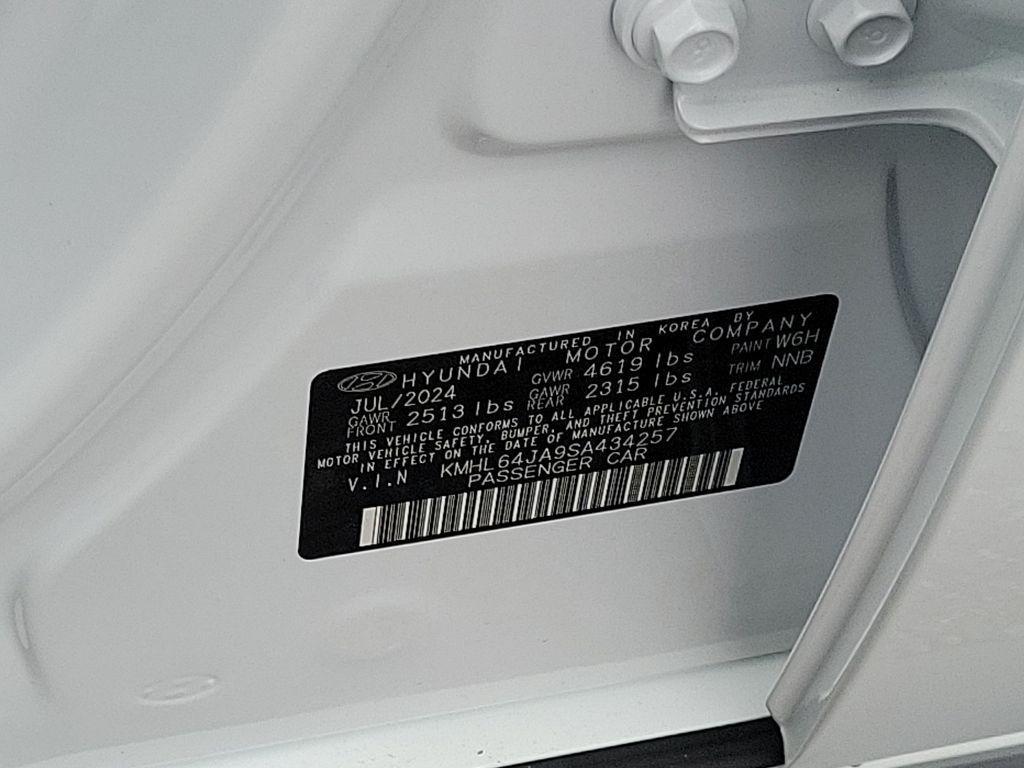 MANUFACTURED IN KOREA BY
HYUNDAI MOTOR COMPANY
JUL/2024 GVWR 4619 lbs PAINT W6H
GAWR FRONT 2513 lbs GAWR REAR 2315 lbs TRIM NNB
THIS VEHICLE CONFORMS TO ALL APPLICABLE U.S.A. FEDERAL
MOTOR VEHICLE SAFETY, BUMPER, AND THEFT PREVENTION STANDARDS
IN EFFECT ON THE DATE OF MANUFACTURE SHOWN ABOVE
V.I.N KMHL64JA9SA434257
PASSENGER CAR